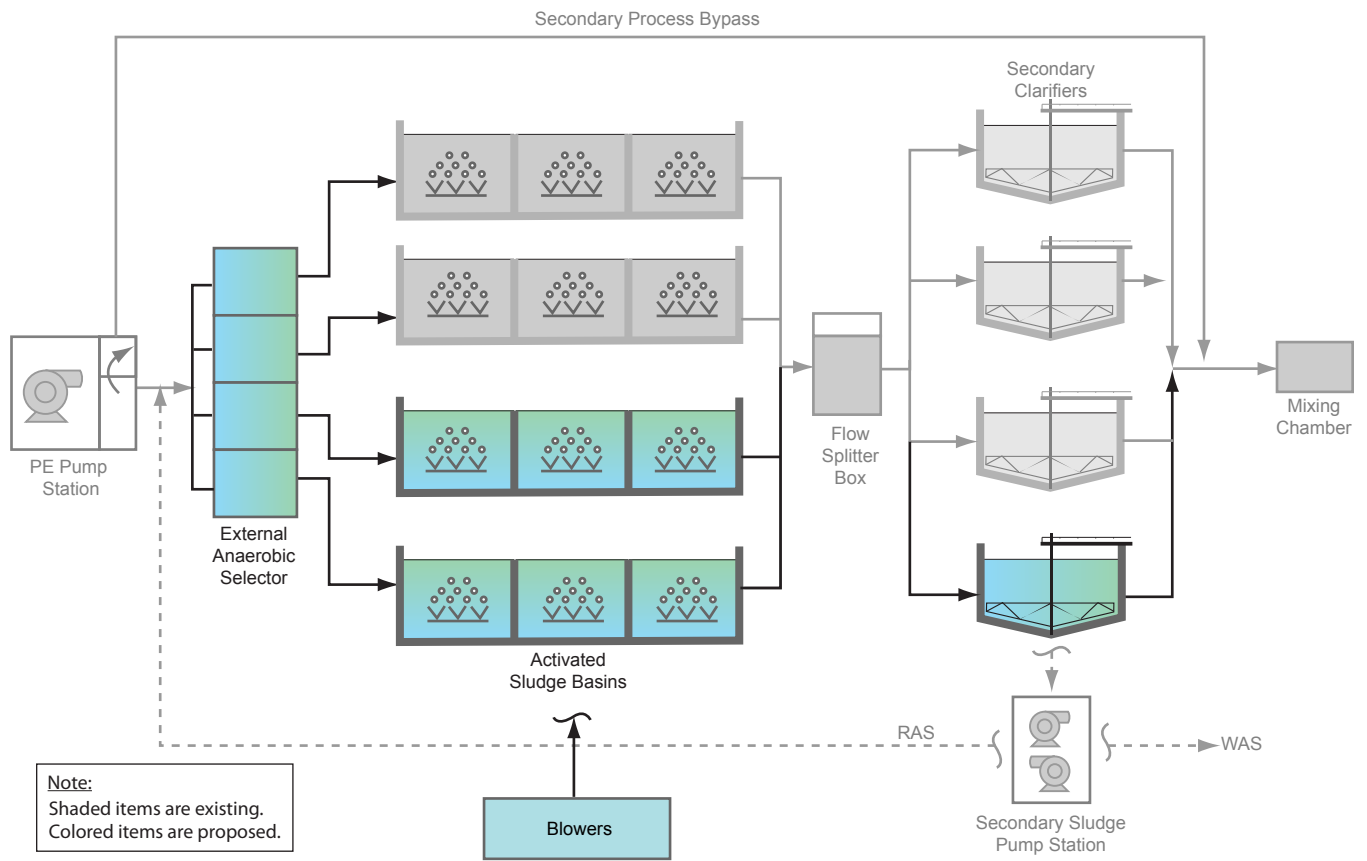 Secondary Process Bypass
Secondary
Clarifiers
PE Pump
Station
External
Anaerobic
Selector
Flow
Splitter
Box
Mixing
Chamber
Activated
Sludge Basins
RAS
WAS
Note:
Shaded items are existing.
Colored items are proposed.
Blowers
Secondary Sludge
Pump Station